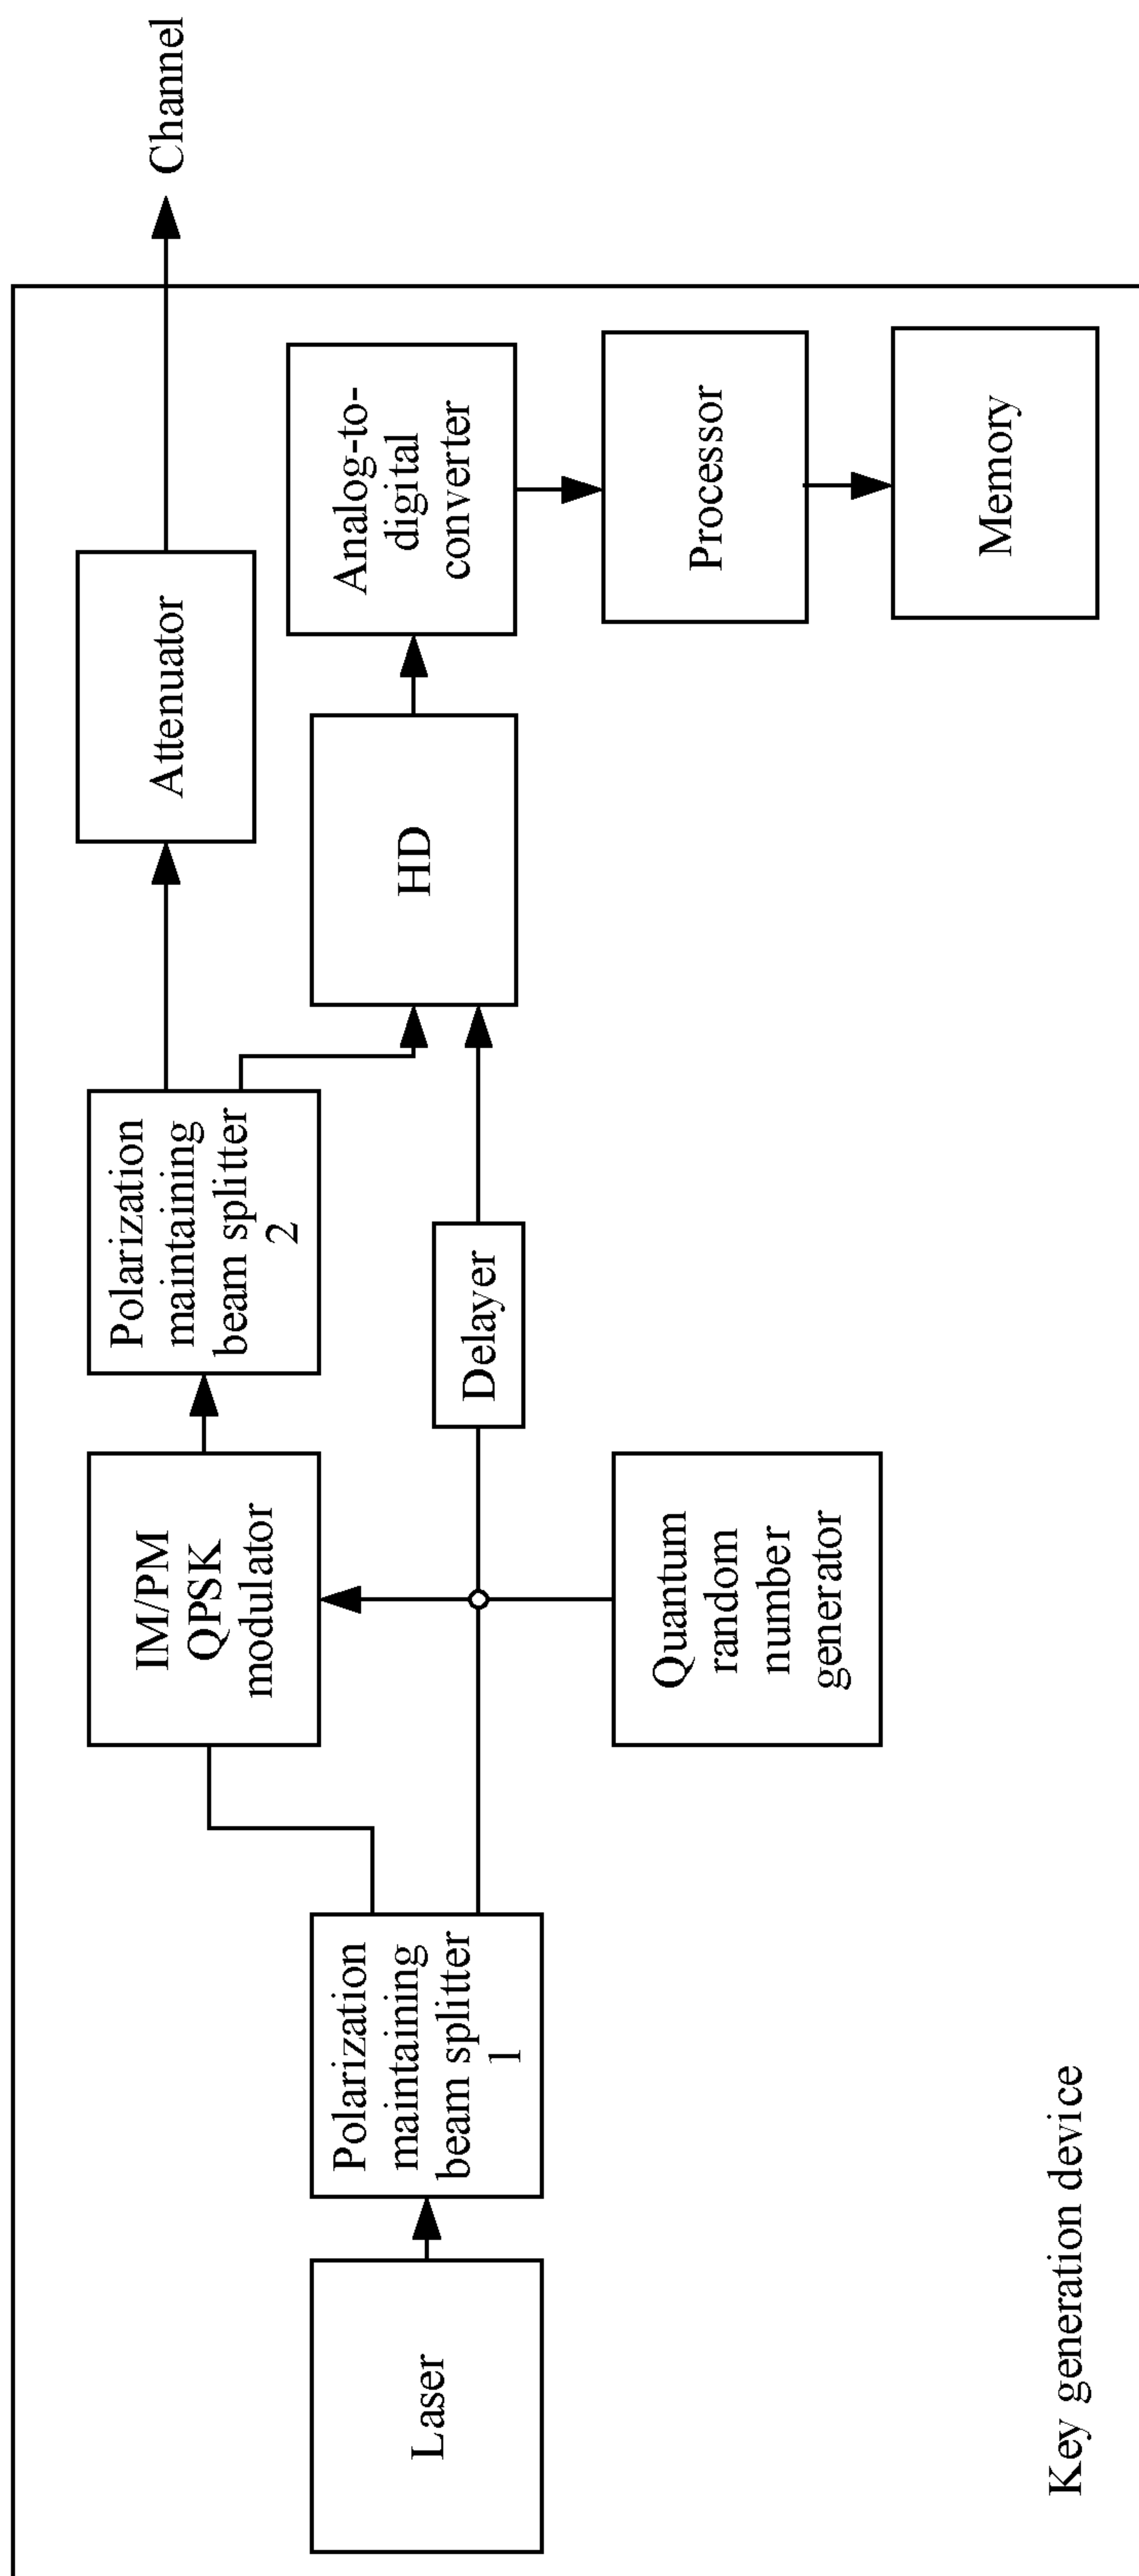 Laser
Polarization
maintaining
beam splitter
1
IM/PM
QPSK
modulator
Quantum
random
number
generator
Delayer
Polarization
maintaining
beam splitter
2
HD
Attenuator
Analog-to-
digital
converter
Processor
Memory
Channel
Key generation device